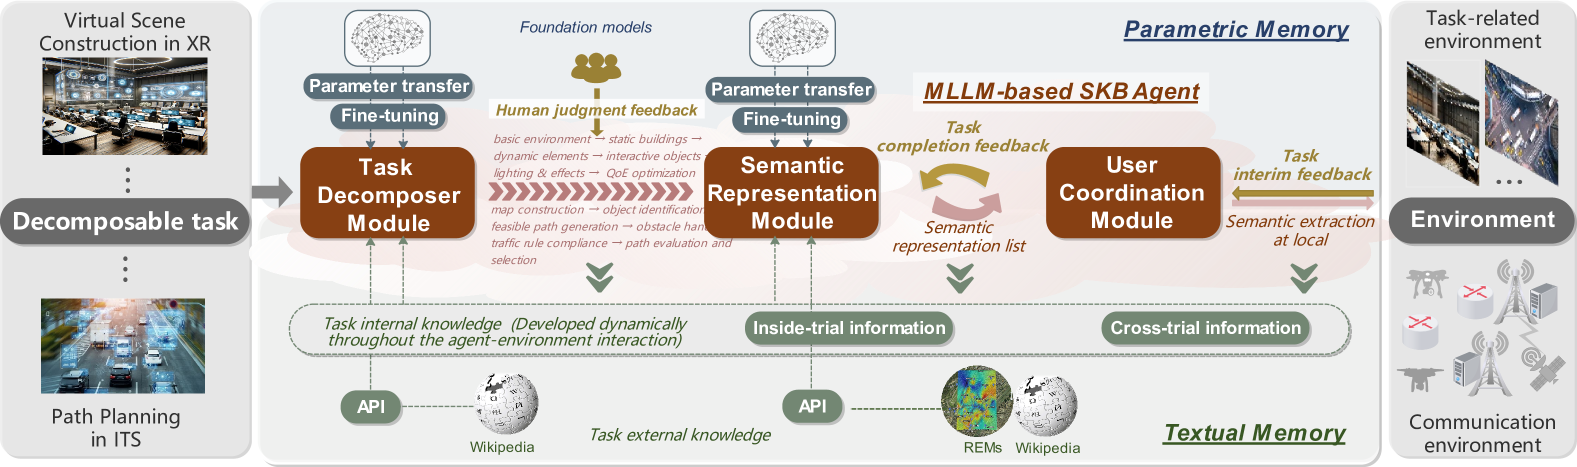 Virtual Scene
Construction in XR
Decomposable task
Path Planning
in ITS
Foundation models
Parametric Memory
Parameter transfer
Fine-tuning
Human judgment feedback
Parameter transfer
Fine-tuning
MLLM-based SKB Agent
Task
Decomposer
Module
basic environment → static buildings →
dynamic elements → interactive objects →
lighting & effects → QoE optimization
map construction → object identification
feasible path generation → obstacle han
traffic rule compliance → path evaluation and
selection
Semantic
Representation
Module
Task
completion feedback
Semantic
representation list
User
Coordination
Module
Task
interim feedback
Semantic extraction
at local
Task internal knowledge (Developed dynamically
throughout the agent-environment interaction)
Inside-trial information
Cross-trial information
API
Wikipedia
Task external knowledge
API
REMs
Wikipedia
Textual Memory
Task-related
environment
...
Environment
Communication
environment